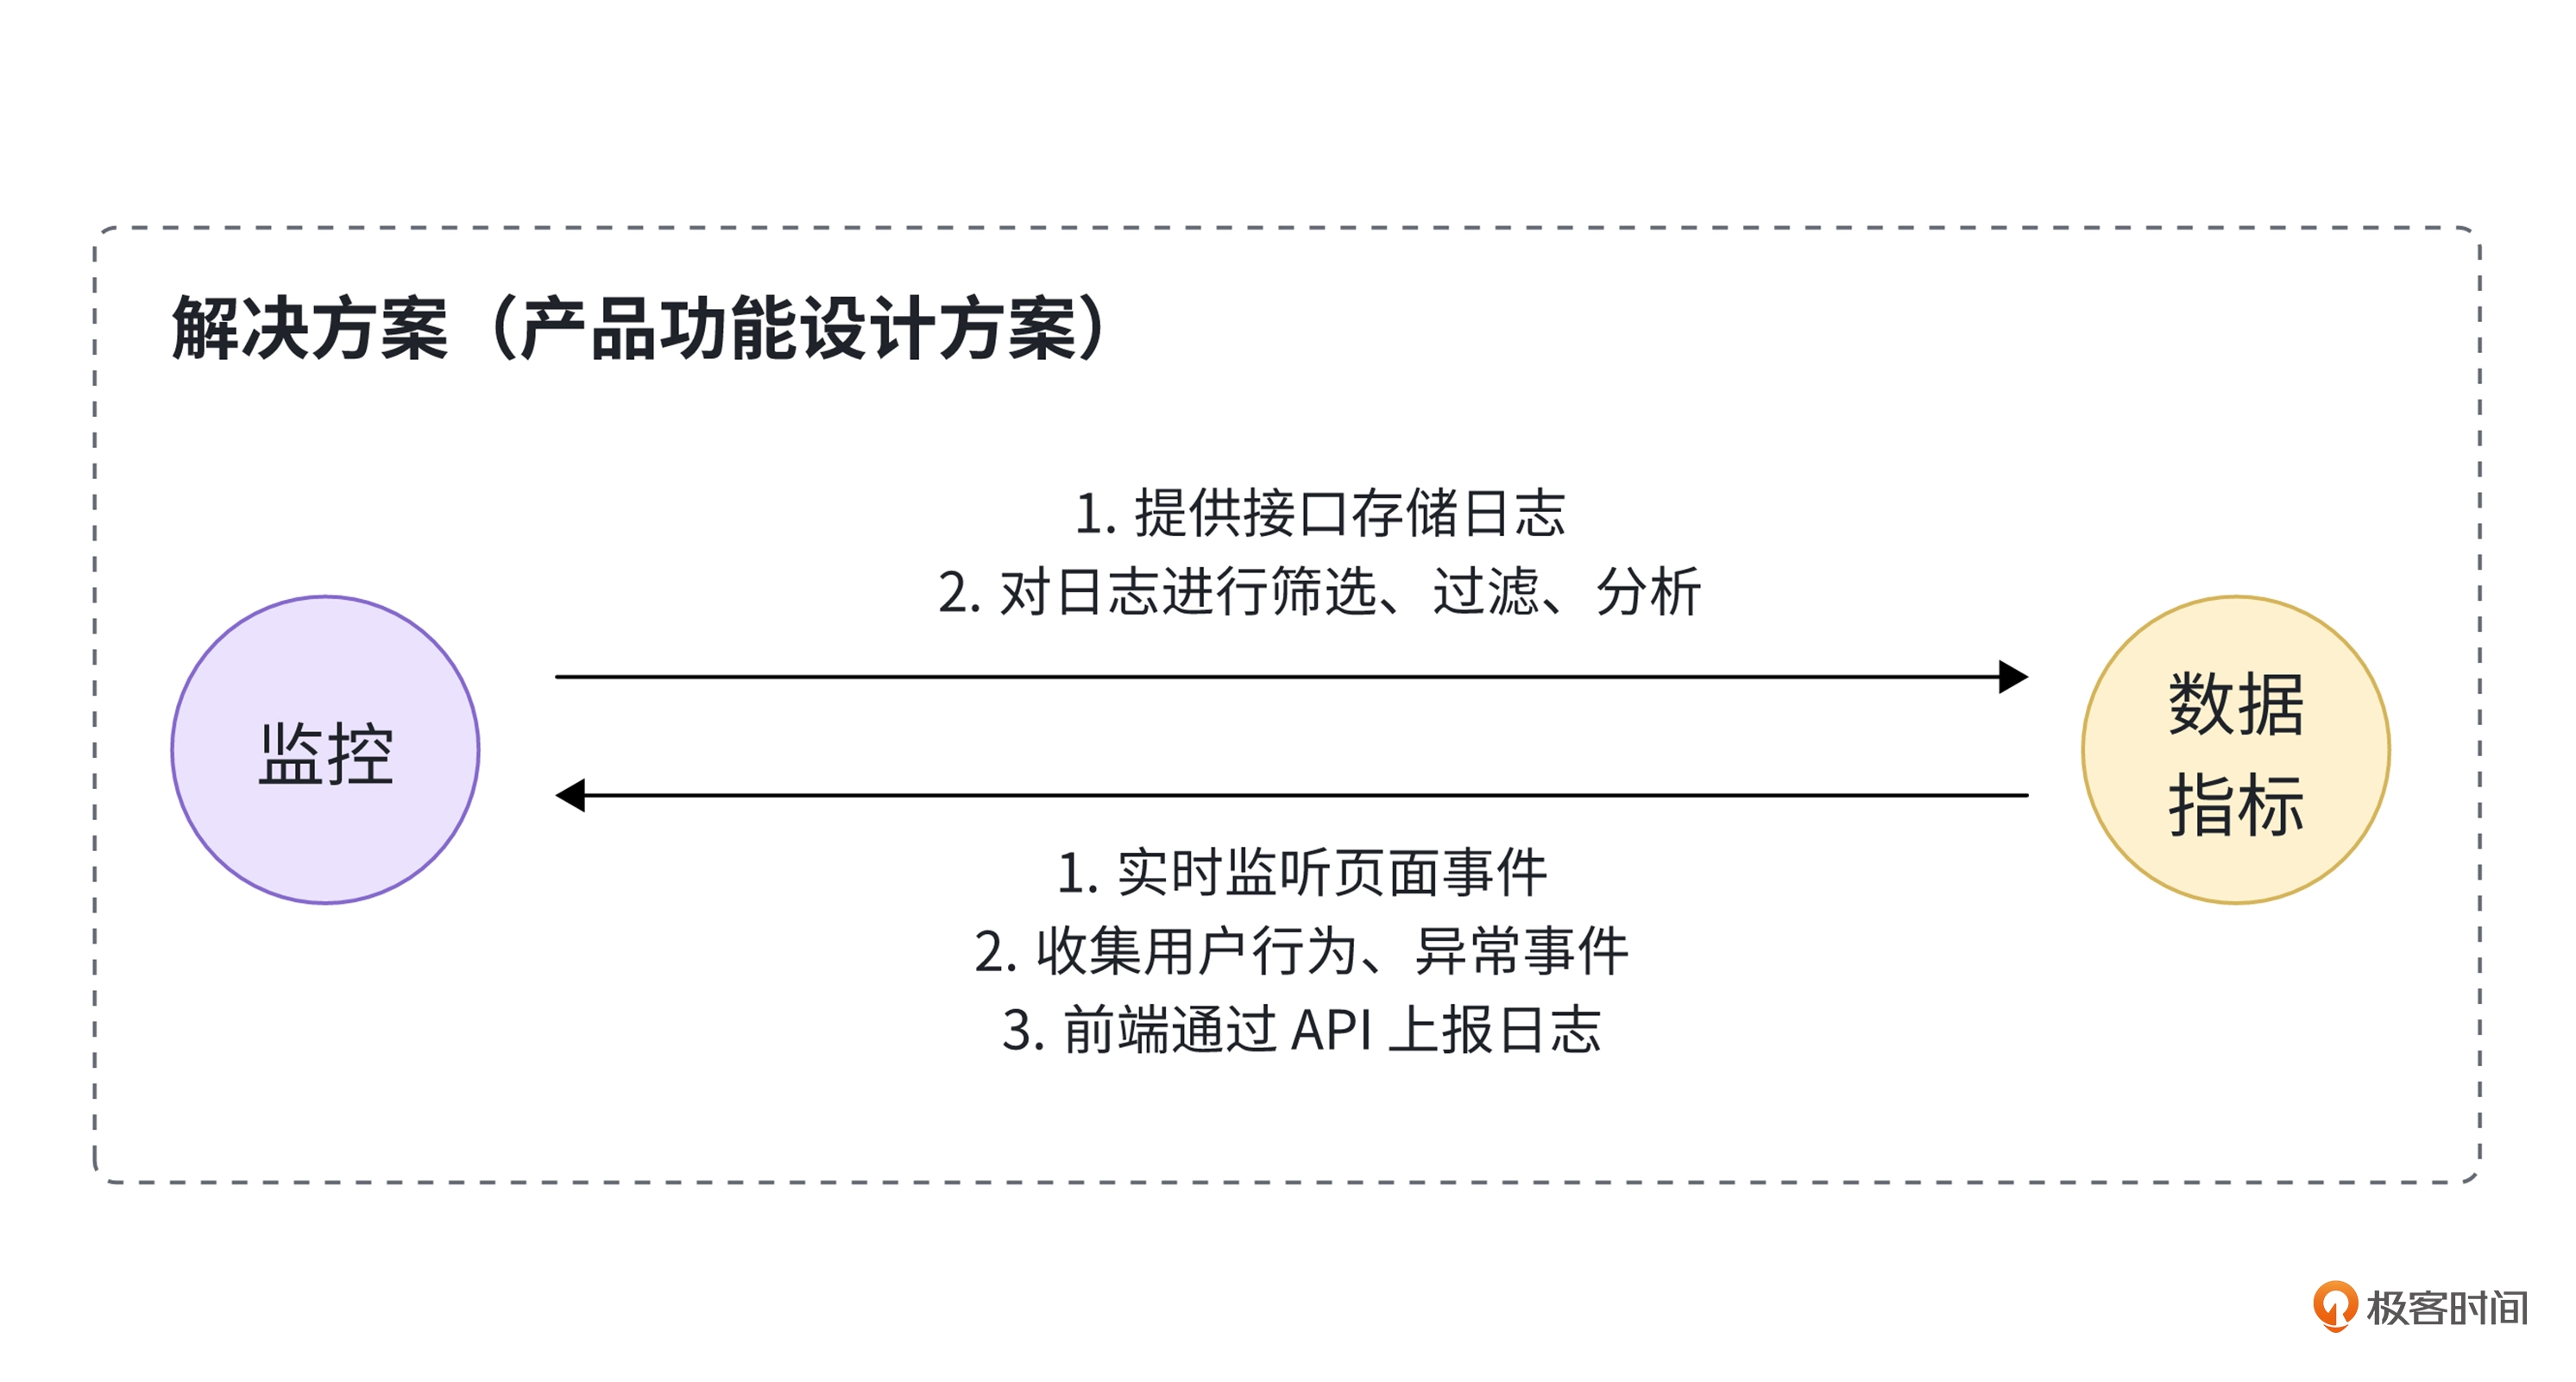 解决方案（产品功能设计方案）
1. 提供接口存储日志
2. 对日志进行筛选、过滤、分析
监控
数据
指标
1. 实时监听页面事件
2. 收集用户行为、异常事件
3. 前端通过 API 上报日志
极客时间